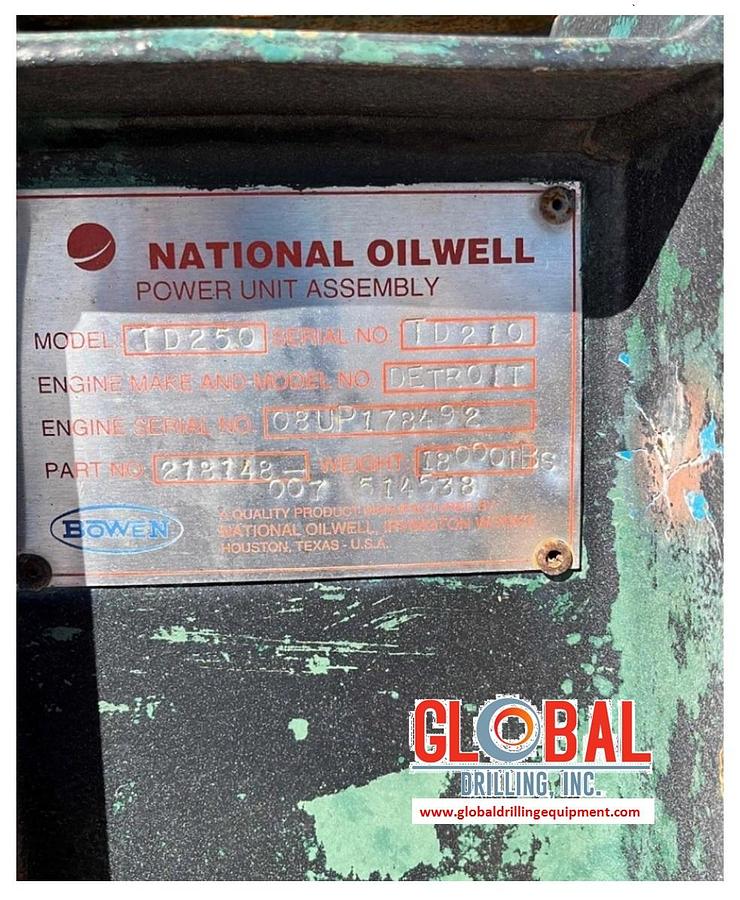 NATIONAL OILWELL
POWER UNIT ASSEMBLY
MODEL TD250 SERIAL NO. TD210
ENGINE MAKE AND MODEL NO. DETROIT
ENGINE SERIAL NO. 08UP178492
PART NO. 218148- WEIGHT 18000lBs
007 514538
BOWEN
A QUALITY PRODUCT MANUFACTURED BY
NATIONAL OILWELL, IRVINGTON WORKS
HOUSTON, TEXAS - U.S.A.
GLOBAL
DRILLING, INC.
www.globaldrillingequipment.com